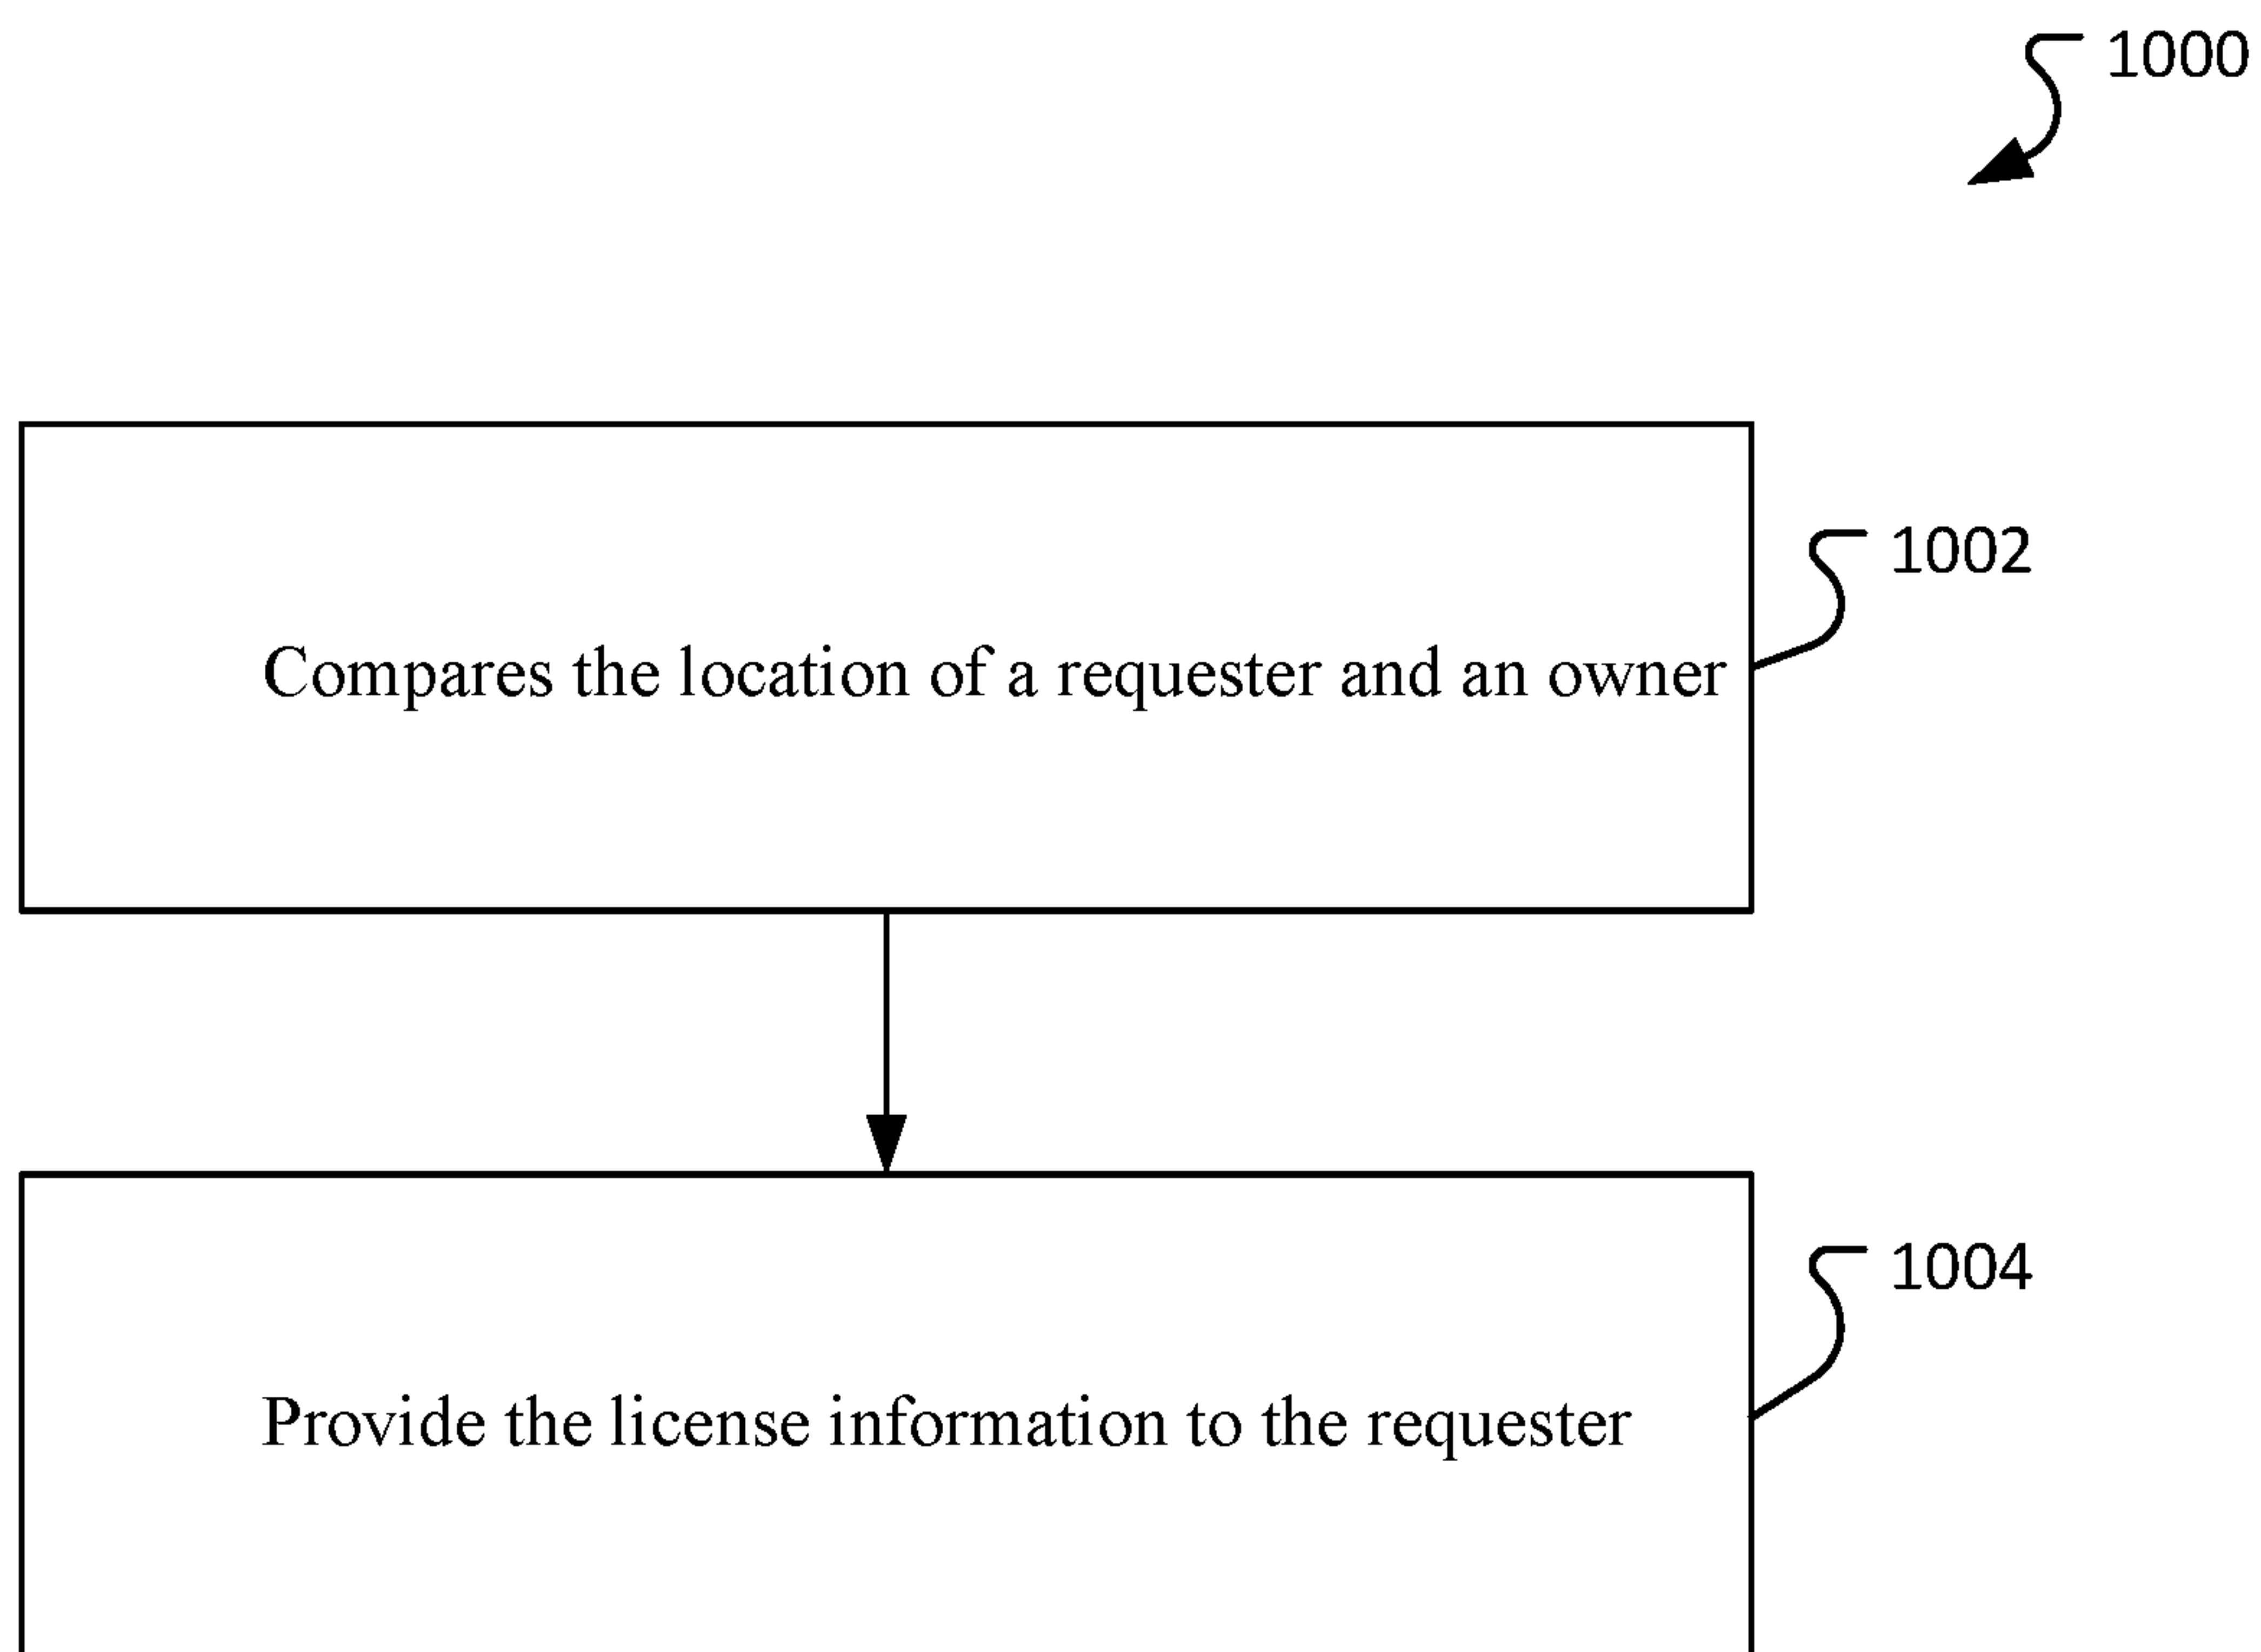 1000
1002
Compares the location of a requester and an owner
1004
Provide the license information to the requester